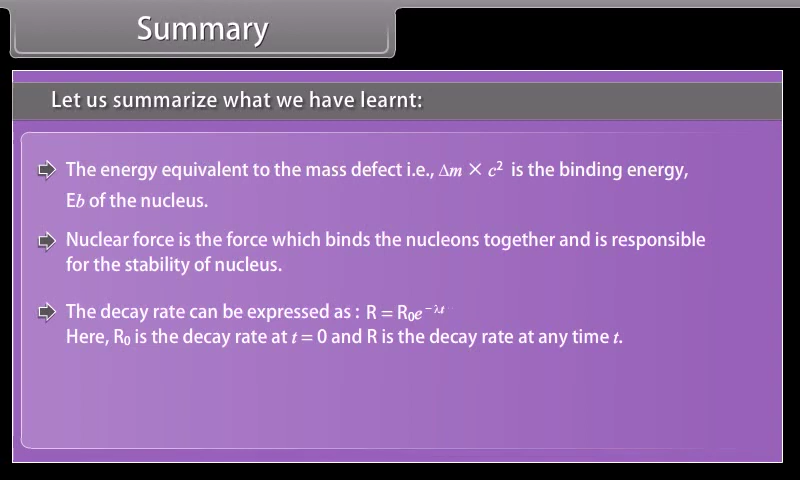 Summary
Let us summarize what we have learnt:
The energy equivalent to the mass defect i.e., Δm × c² is the binding energy,
Eb of the nucleus.
Nuclear force is the force which binds the nucleons together and is responsible
for the stability of nucleus.
The decay rate can be expressed as : R = R₀e^−λt
Here, R₀ is the decay rate at t = 0 and R is the decay rate at any time t.